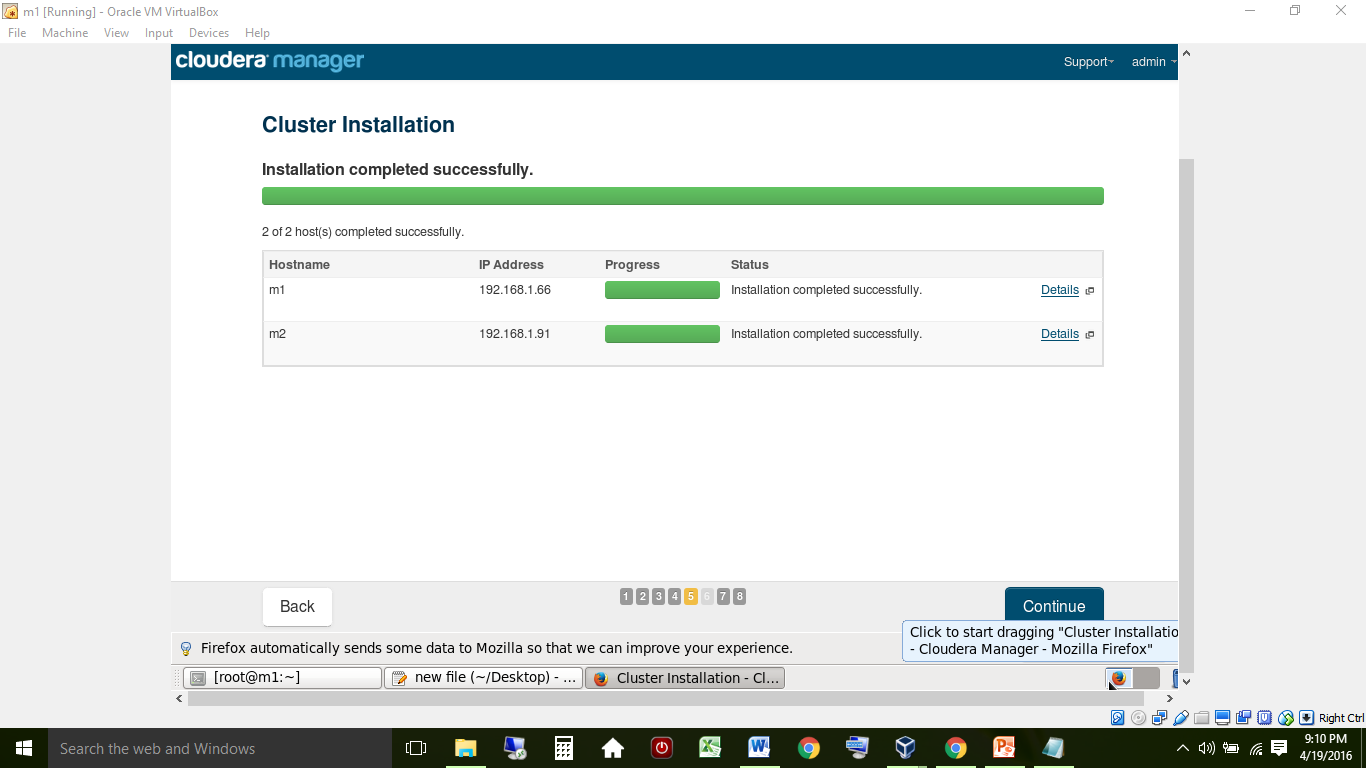 m1 [Running] - Oracle VM VirtualBox
File Machine View Input Devices Help
cloudera manager
Support admin
Cluster Installation
Installation completed successfully.
2 of 2 host(s) completed successfully.
Hostname IP Address Progress Status
m1 192.168.1.66 Installation completed successfully. Details
m2 192.168.1.91 Installation completed successfully. Details
Back 1 2 3 4 5 6 7 8 Continue
Click to start dragging "Cluster Installatio
- Cloudera Manager - Mozilla Firefox"
Firefox automatically sends some data to Mozilla so that we can improve your experience.
[root@m1:~] new file (~/Desktop) - ... Cluster Installation - Cl...
Right Ctrl
Search the web and Windows
9:10 PM
4/19/2016